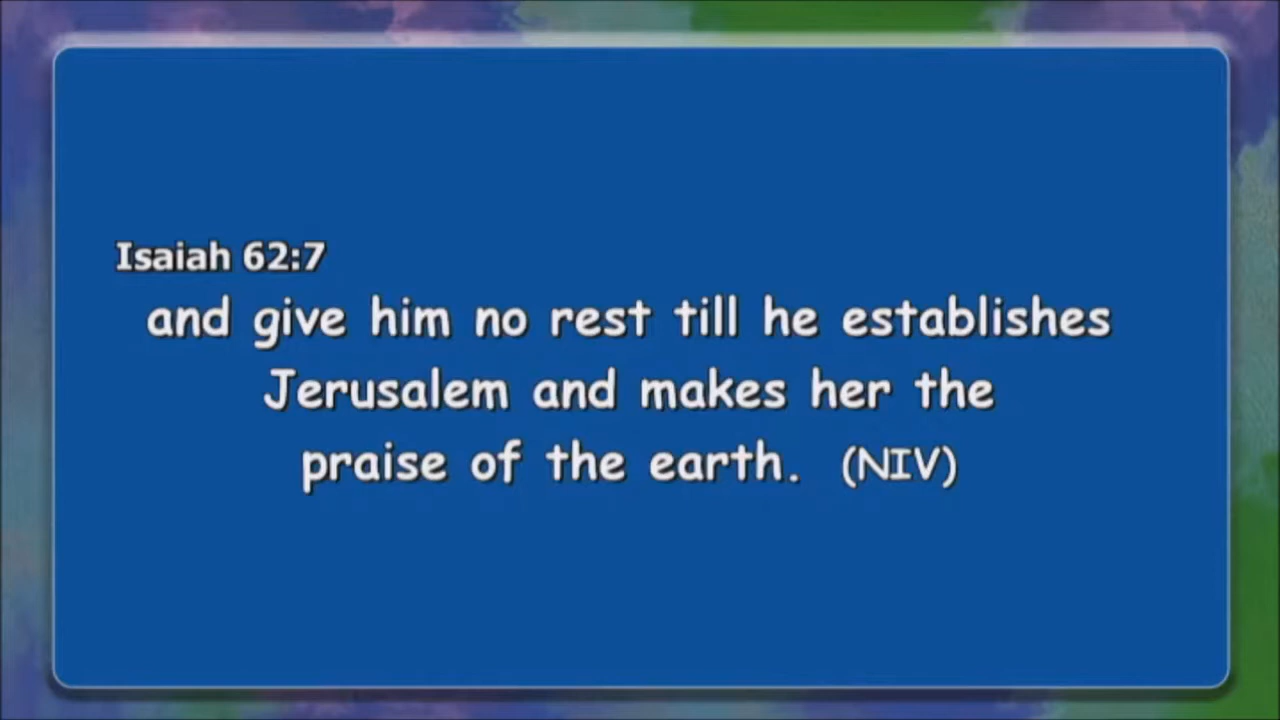 Isaiah 62:7
and give him no rest till he establishes
Jerusalem and makes her the
praise of the earth. (NIV)